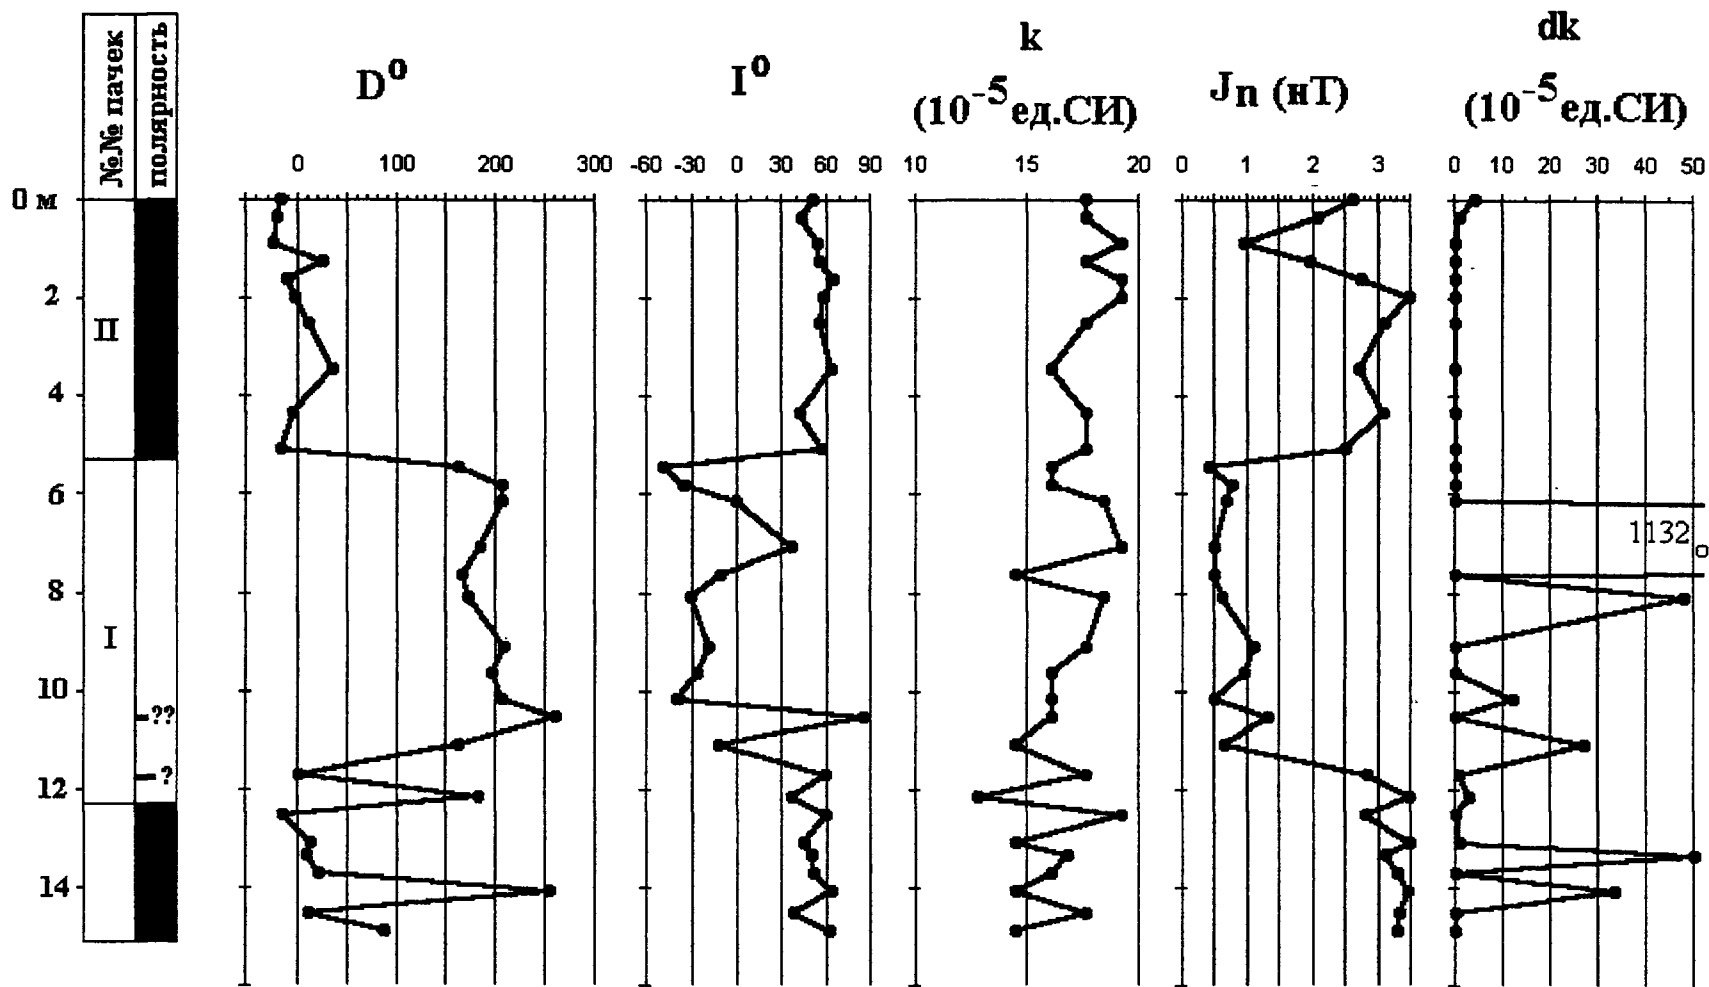 №№ пачек
полярность
D⁰
I⁰
k
(10⁻⁵ед.СИ)
Jn (нТ)
dk
(10⁻⁵ед.СИ)
0 100 200 300
-60 -30 0 30 60 90
10 15 20
0 1 2 3
0 10 20 30 40 50
0 м
2
II
4
6
1132
8
I
10
??
?
12
14